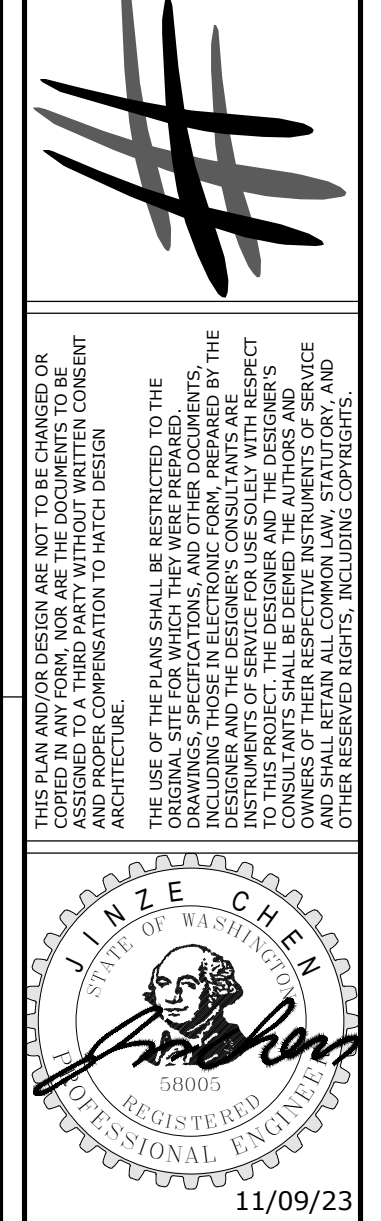 THIS PLAN AND/OR DESIGN ARE NOT TO BE CHANGED OR
COPIED IN ANY FORM, NOR ARE THE DOCUMENTS TO BE
ASSIGNED TO A THIRD PARTY WITHOUT WRITTEN CONSENT
AND PROPER COMPENSATION TO HATCH DESIGN
ARCHITECTURE.
THE USE OF THE PLANS SHALL BE RESTRICTED TO THE
ORIGINAL SITE FOR WHICH THEY WERE PREPARED.
DRAWINGS, SPECIFICATIONS, AND OTHER DOCUMENTS,
INCLUDING THOSE IN ELECTRONIC FORM, PREPARED BY THE
DESIGNER AND THE DESIGNER'S CONSULTANTS ARE
INSTRUMENTS OF SERVICE FOR USE SOLELY WITH RESPECT
TO THIS PROJECT. THE DESIGNER AND THE DESIGNER'S
CONSULTANTS SHALL BE DEEMED THE AUTHORS AND
OWNERS OF THEIR RESPECTIVE INSTRUMENTS OF SERVICE
AND SHALL RETAIN ALL COMMON LAW, STATUTORY, AND
OTHER RESERVED RIGHTS, INCLUDING COPYRIGHTS.
JINZE CHEN
STATE OF WASHINGTON
58005
REGISTERED
PROFESSIONAL ENGINEER
11/09/23